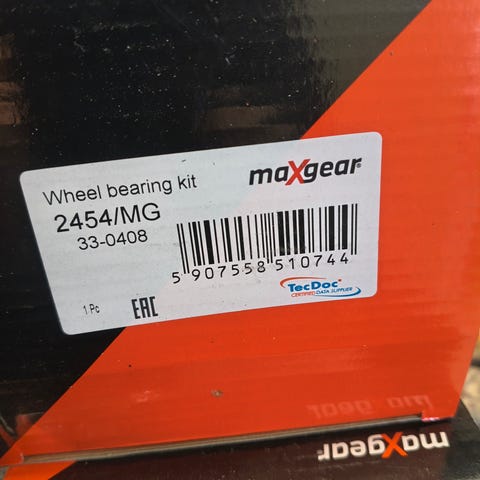 Wheel bearing kit
maXgear®
2454/MG
33-0408
5 907558 510744
1 Pc
EAC
TecDoc
CERTIFIED DATA SUPPLIER
maXgear